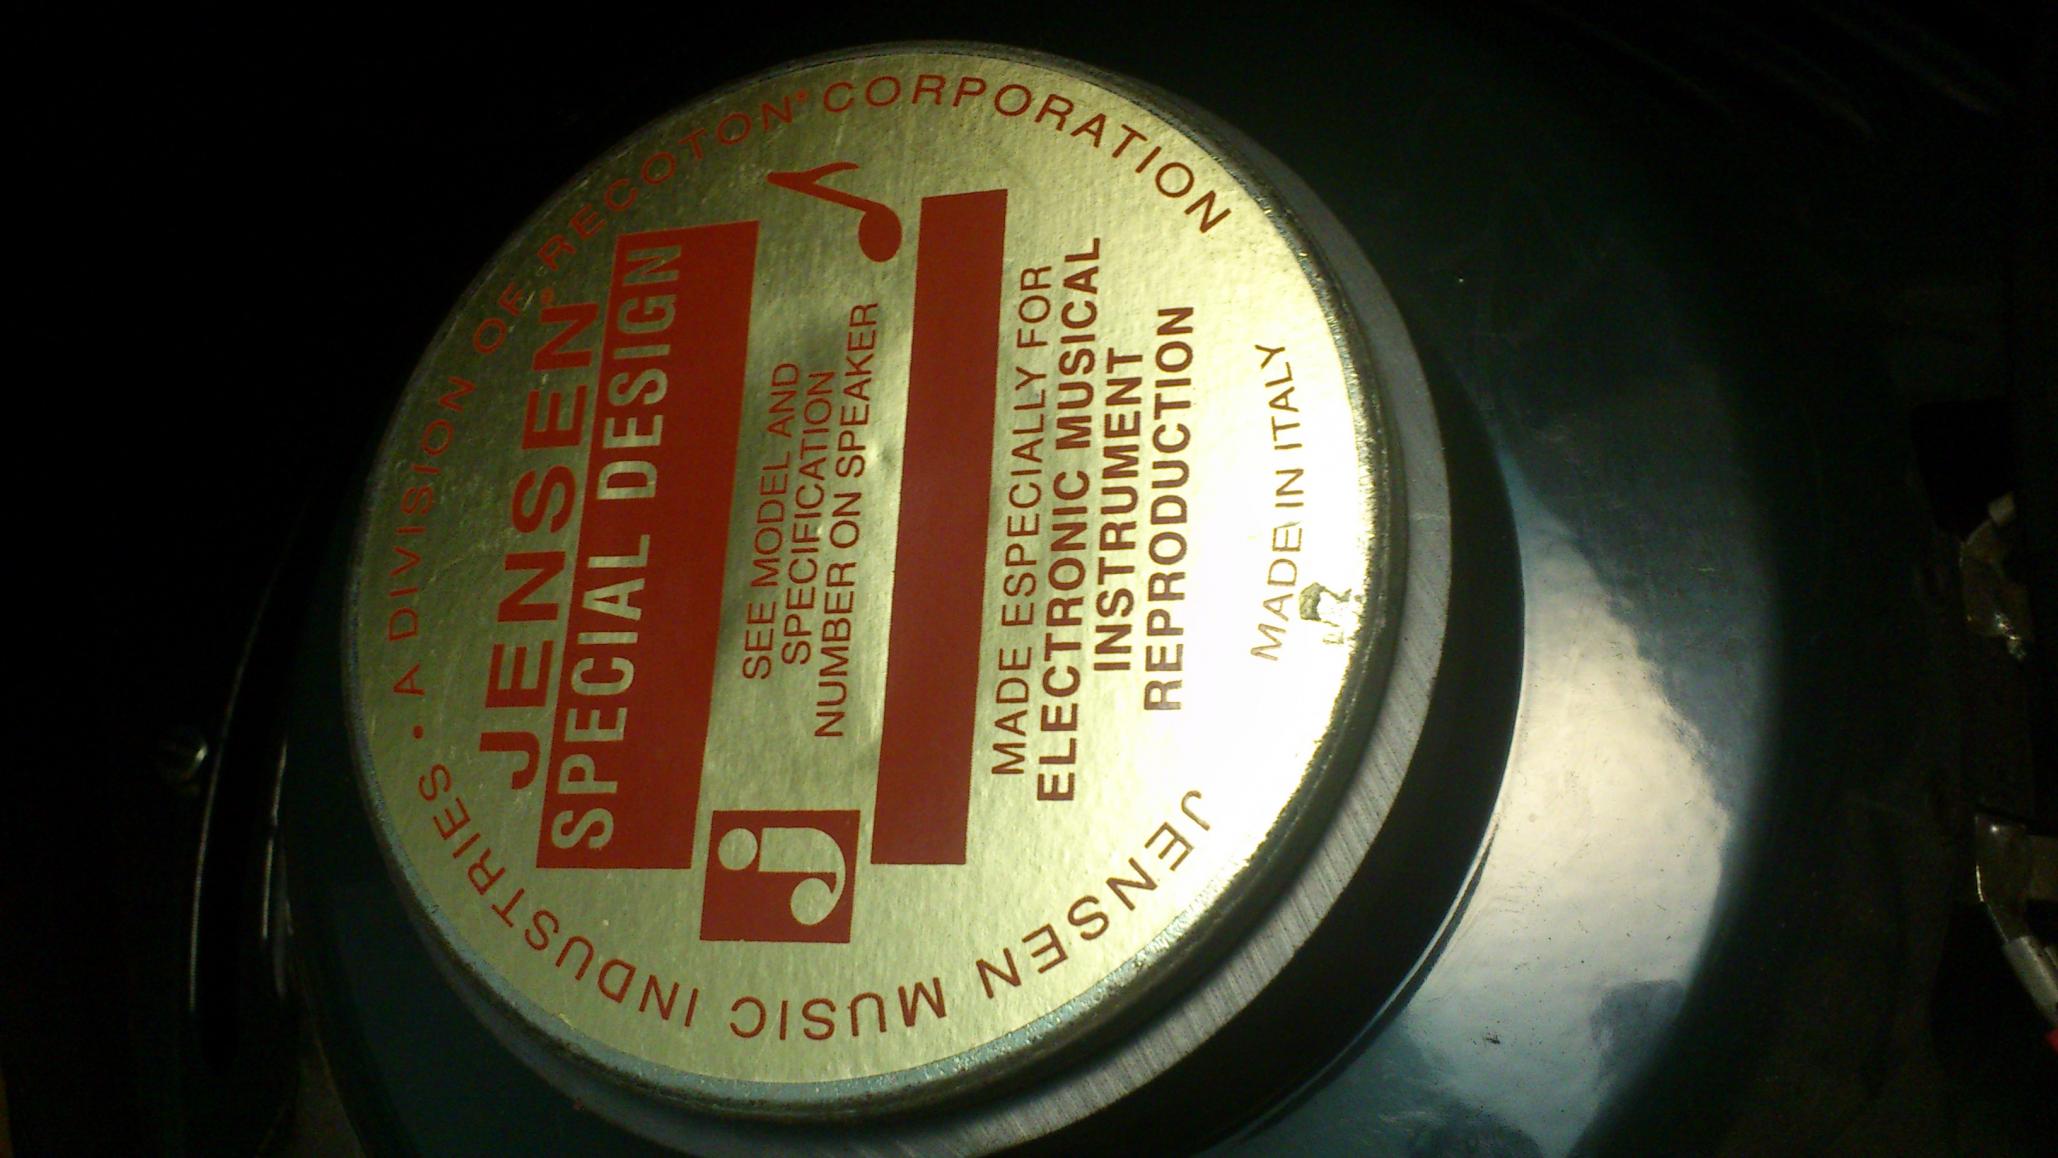 JENSEN MUSIC INDUSTRIES • A DIVISION OF RECOTON® CORPORATION
JENSEN®
SPECIAL DESIGN
SEE MODEL AND
SPECIFICATION
NUMBER ON SPEAKER
j
MADE ESPECIALLY FOR
ELECTRONIC MUSICAL
INSTRUMENT
REPRODUCTION
MADE IN ITALY